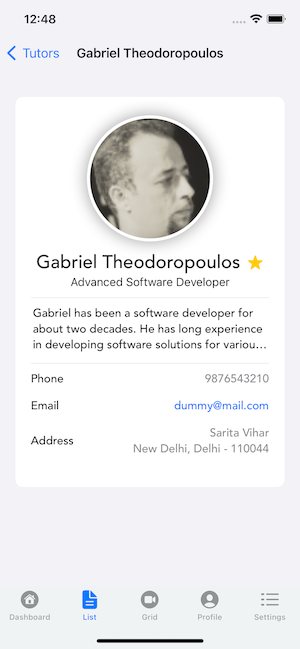 12:48
Tutors
Gabriel Theodoropoulos
Gabriel Theodoropoulos
Advanced Software Developer
Gabriel has been a software developer for
about two decades. He has long experience
in developing software solutions for variou…
Phone 9876543210
Email dummy@mail.com
Address Sarita Vihar
New Delhi, Delhi - 110044
Dashboard List Grid Profile Settings